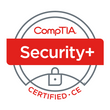 CompTIA.
Security+
CERTIFIED • CE